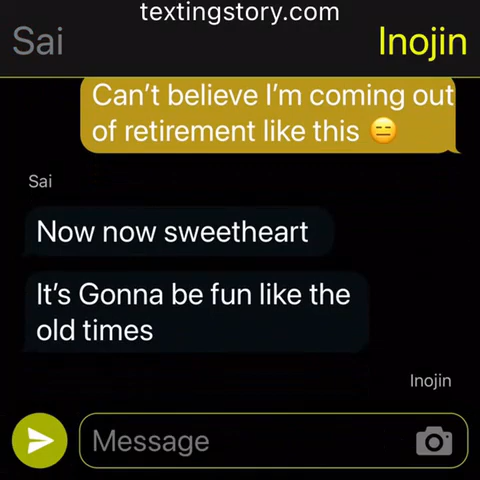 textingstory.com
Sai
Inojin
Can’t believe I’m coming out
of retirement like this 😑
Sai
Now now sweetheart
It’s Gonna be fun like the
old times
Inojin
Message